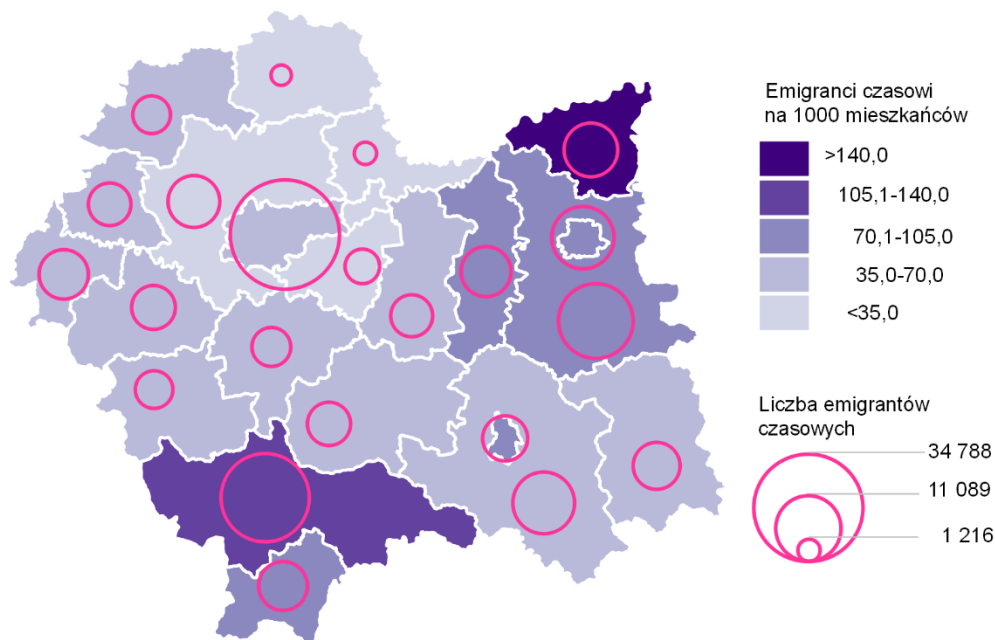 Emigranci czasowi
na 1000 mieszkańców
>140,0
105,1-140,0
70,1-105,0
35,0-70,0
<35,0
Liczba emigrantów
czasowych
34 788
11 089
1 216